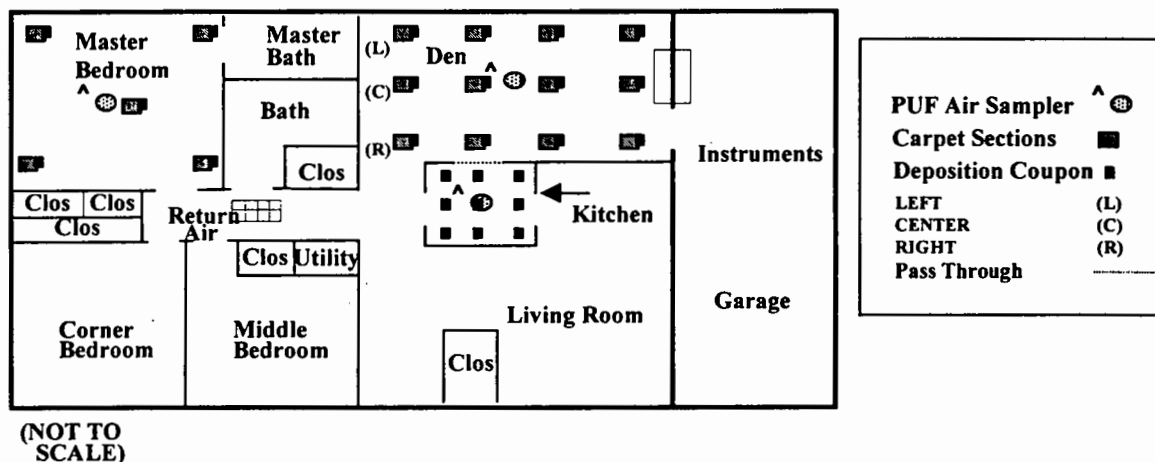 Master
Bedroom
^
Master
Bath
Bath
Clos
(L)
(C)
(R)
Den
^
Instruments
^
Kitchen
Clos Clos
Clos
Return
Air
Clos Utility
Corner
Bedroom
Middle
Bedroom
Living Room
Clos
Garage
(NOT TO
SCALE)
PUF Air Sampler ^
Carpet Sections
Deposition Coupon
LEFT (L)
CENTER (C)
RIGHT (R)
Pass Through